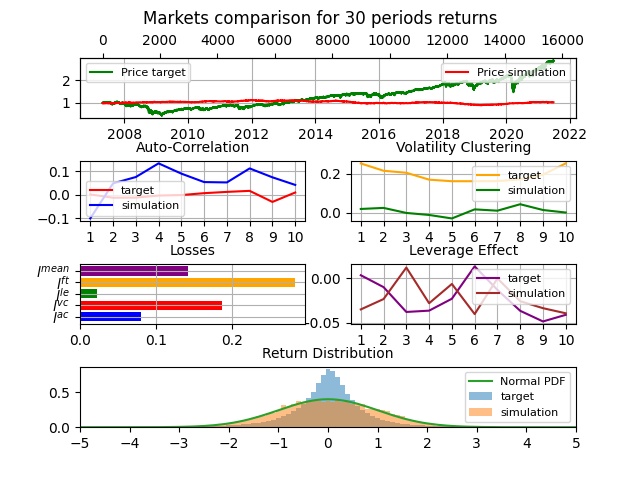 Markets comparison for 30 periods returns
0 2000 4000 6000 8000 10000 12000 14000 16000
Price target
Price simulation
2
1
2008 2010 2012 2014 2016 2018 2020 2022
Auto-Correlation
0.1
0.0
−0.1
target
simulation
1 2 3 4 5 6 7 8 9 10
Volatility Clustering
0.2
0.0
target
simulation
1 2 3 4 5 6 7 8 9 10
Losses
l^mean
l^ft
l^le
l^vc
l^ac
0.0 0.1 0.2
Leverage Effect
0.00
−0.05
target
simulation
1 2 3 4 5 6 7 8 9 10
Return Distribution
0.5
0.0
Normal PDF
target
simulation
−5 −4 −3 −2 −1 0 1 2 3 4 5